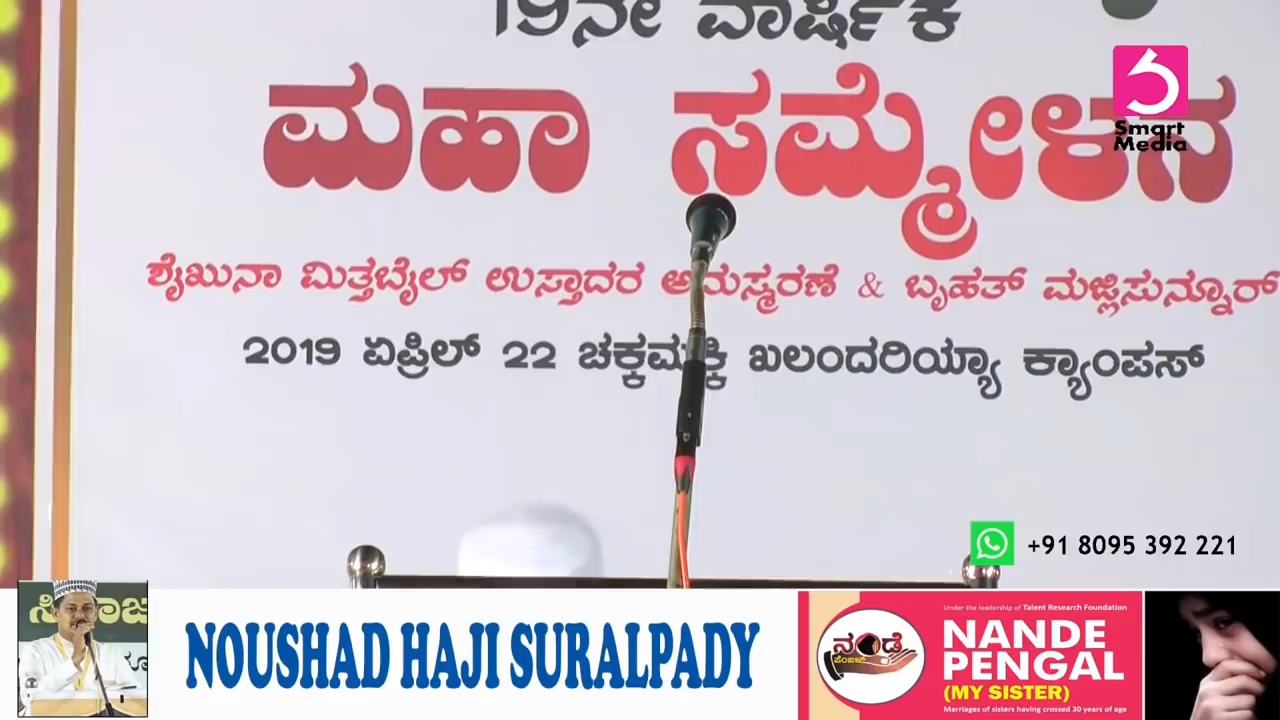 19ನೇ ವಾರ್ಷಿಕ
ಮಹಾ ಸಮ್ಮೇಳನ
Smart
Media
ಶೈಖುನಾ ಮಿತ್ತಬೈಲ್ ಉಸ್ತಾದರ ಅನುಸ್ಮರಣೆ & ಬೃಹತ್ ಮಜ್ಲಿಸುನ್ನೂರ್
2019 ಏಪ್ರಿಲ್ 22 ಚಕ್ಕಮಕ್ಕಿ ಖಲಂದರಿಯ್ಯಾ ಕ್ಯಾಂಪಸ್
+91 8095 392 221
NOUSHAD HAJI SURALPADY
ನಂಡೆ
ಪೆಂಙಳ್
Under the leadership of Talent Research Foundation
NANDE
PENGAL
(MY SISTER)
Marriages of sisters having crossed 30 years of age